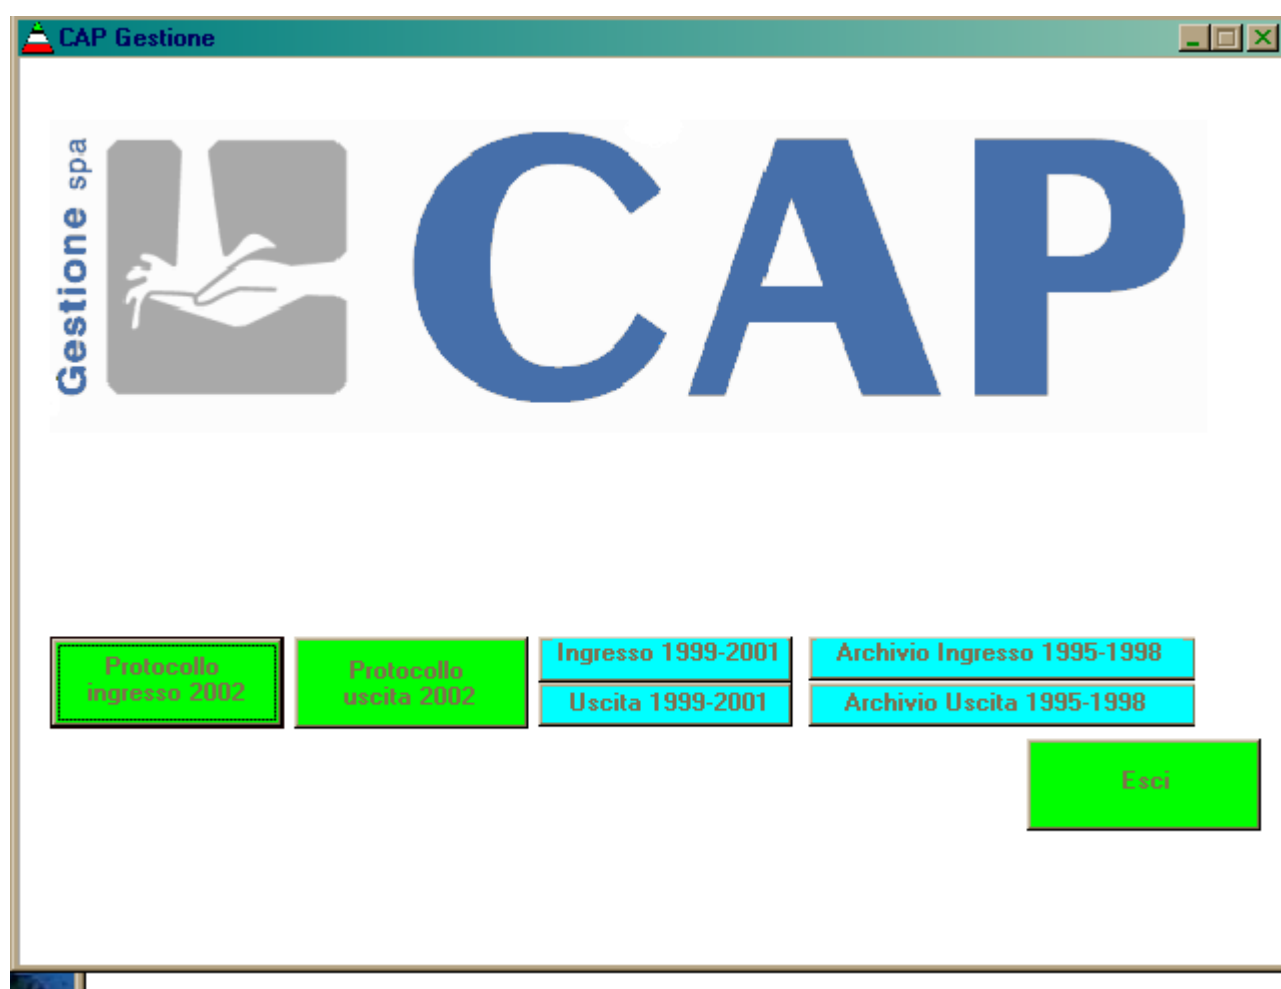 CAP Gestione
Gestione spa
CAP
Protocollo
ingresso 2002
Protocollo
uscita 2002
Ingresso 1999-2001
Uscita 1999-2001
Archivio Ingresso 1995-1998
Archivio Uscita 1995-1998
Esci